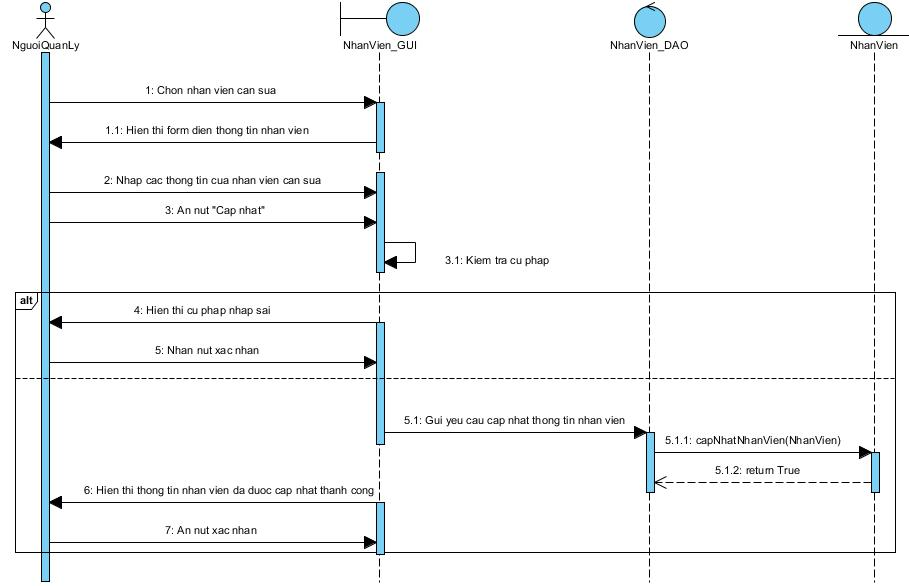 NguoiQuanLy
NhanVien_GUI
NhanVien_DAO
NhanVien
1: Chon nhan vien can sua
1.1: Hien thi form dien thong tin nhan vien
2: Nhap cac thong tin cua nhan vien can sua
3: An nut "Cap nhat"
3.1: Kiem tra cu phap
alt
4: Hien thi cu phap nhap sai
5: Nhan nut xac nhan
5.1: Gui yeu cau cap nhat thong tin nhan vien
5.1.1: capNhatNhanVien(NhanVien)
5.1.2: return True
6: Hien thi thong tin nhan vien da duoc cap nhat thanh cong
7: An nut xac nhan